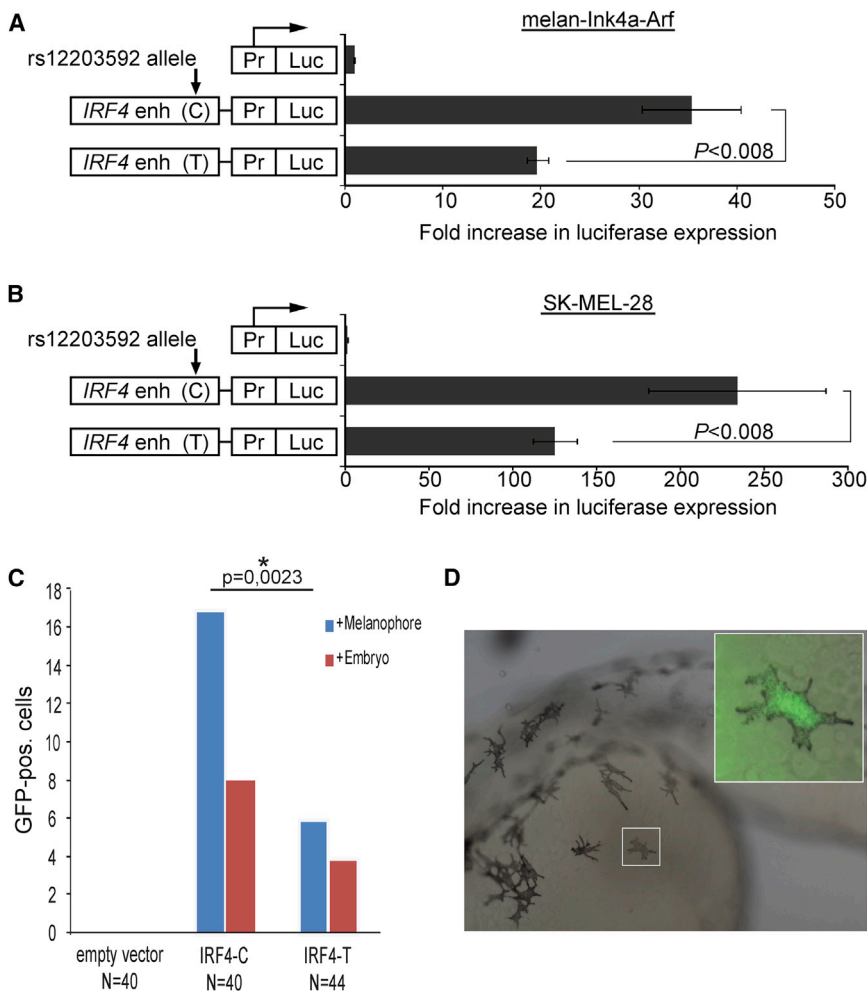 A
melan-Ink4a-Arf
rs12203592 allele
Pr Luc
IRF4 enh (C) Pr Luc
IRF4 enh (T) Pr Luc
P<0.008
0 10 20 30 40 50
Fold increase in luciferase expression
B
SK-MEL-28
rs12203592 allele
Pr Luc
IRF4 enh (C) Pr Luc
IRF4 enh (T) Pr Luc
P<0.008
0 50 100 150 200 250 300
Fold increase in luciferase expression
C
*
p=0,0023
18
16
14
12
10
8
6
4
2
0
GFP-pos. cells
+Melanophore
+Embryo
empty vector IRF4-C IRF4-T
N=40 N=40 N=44
D